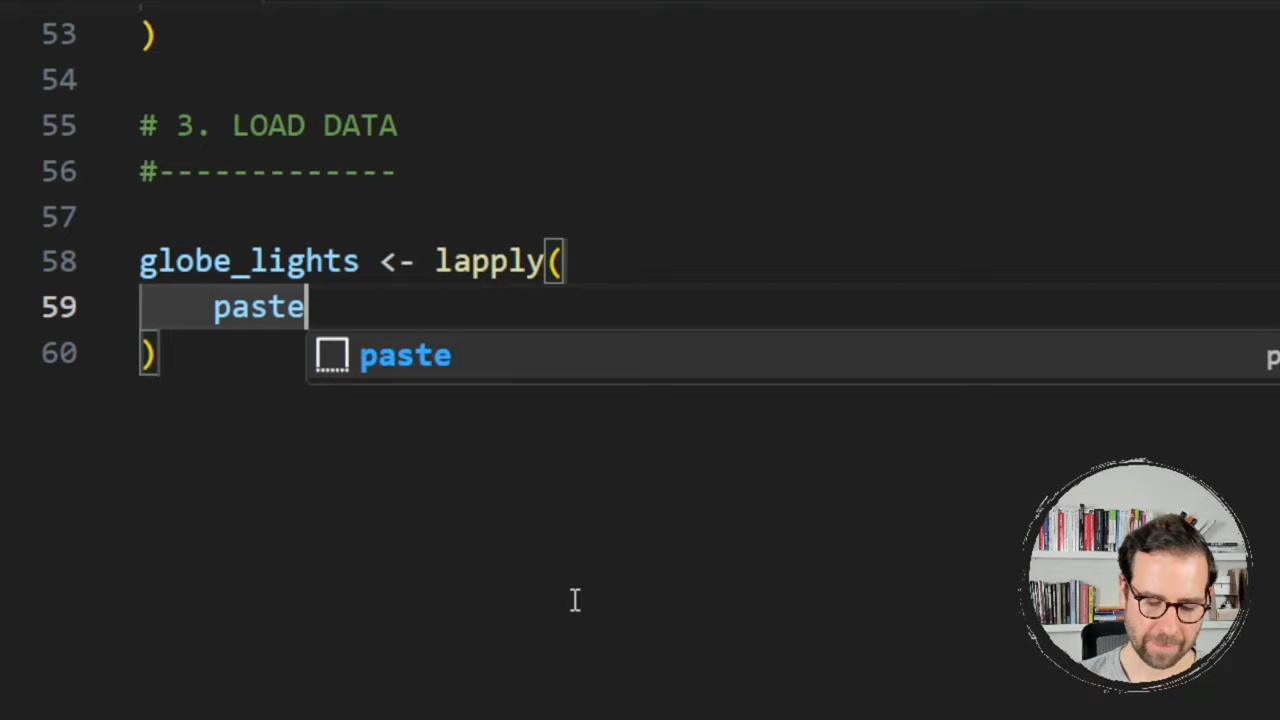 53 )
54
55 # 3. LOAD DATA
56 #-------------
57
58 globe_lights <- lapply(
59 paste
60 )
paste p